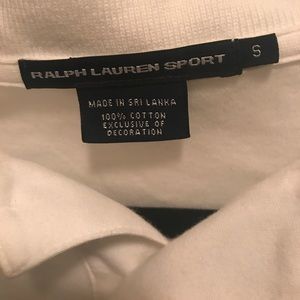 RALPH LAUREN SPORT
S
MADE IN SRI LANKA
100% COTTON
EXCLUSIVE OF
DECORATION